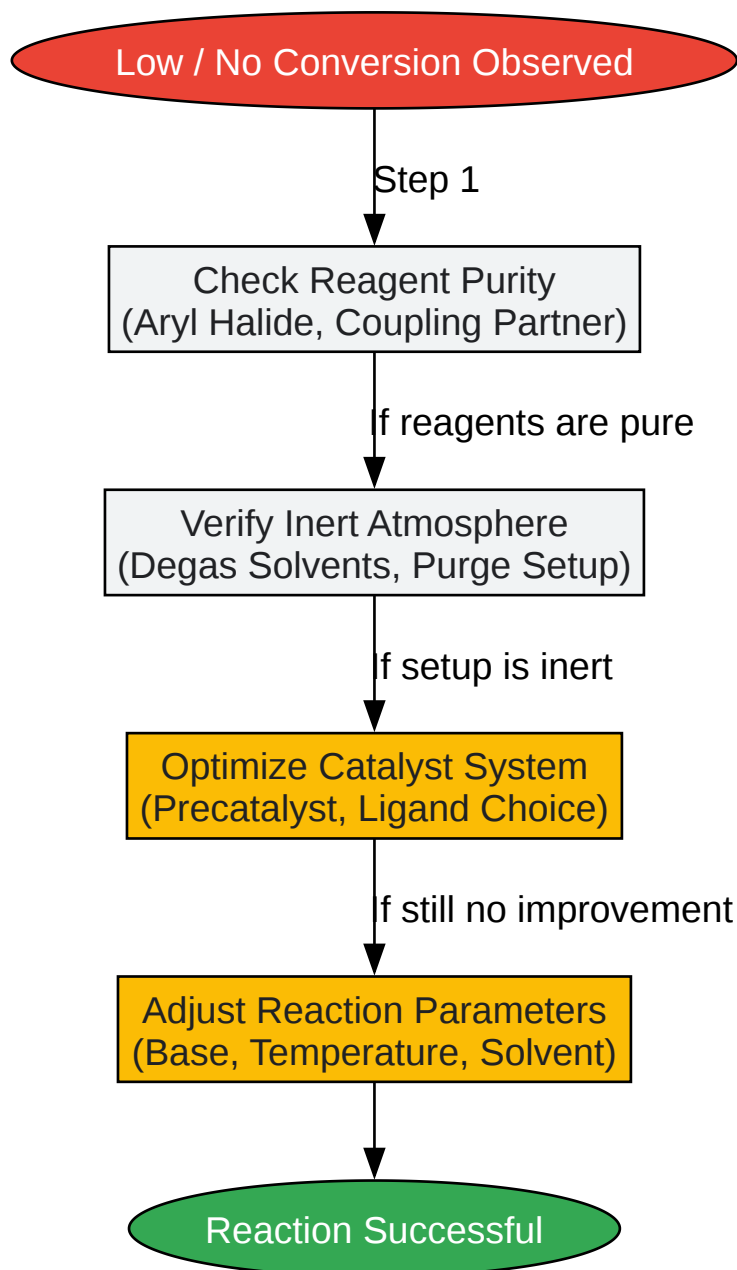 Low / No Conversion Observed
Step 1
Check Reagent Purity
(Aryl Halide, Coupling Partner)
If reagents are pure
Verify Inert Atmosphere
(Degas Solvents, Purge Setup)
If setup is inert
Optimize Catalyst System
(Precatalyst, Ligand Choice)
If still no improvement
Adjust Reaction Parameters
(Base, Temperature, Solvent)
Reaction Successful